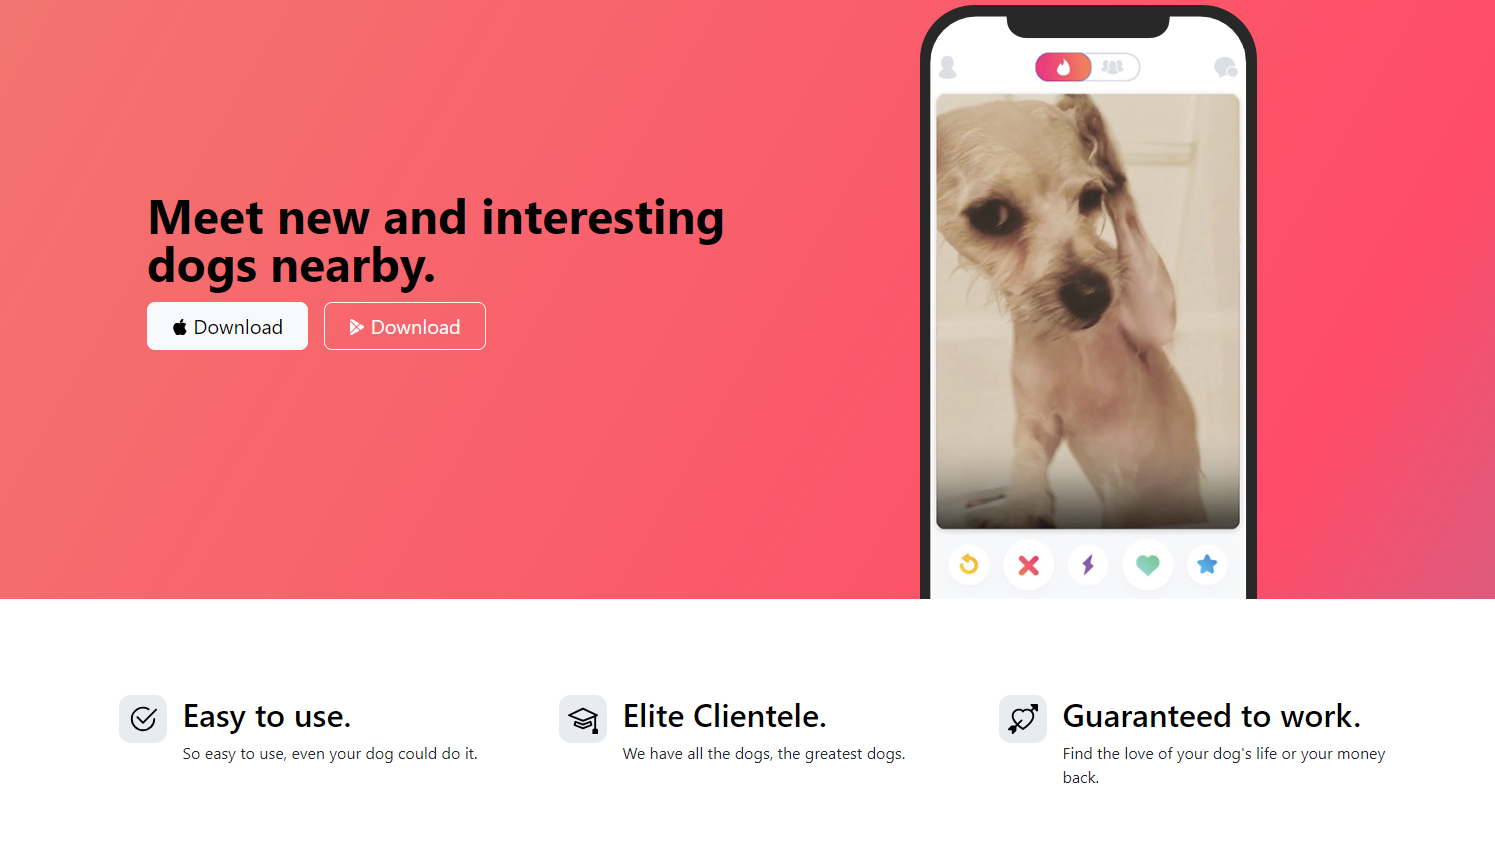 Meet new and interesting
dogs nearby.
Download
Download
Easy to use.
So easy to use, even your dog could do it.
Elite Clientele.
We have all the dogs, the greatest dogs.
Guaranteed to work.
Find the love of your dog's life or your money
back.